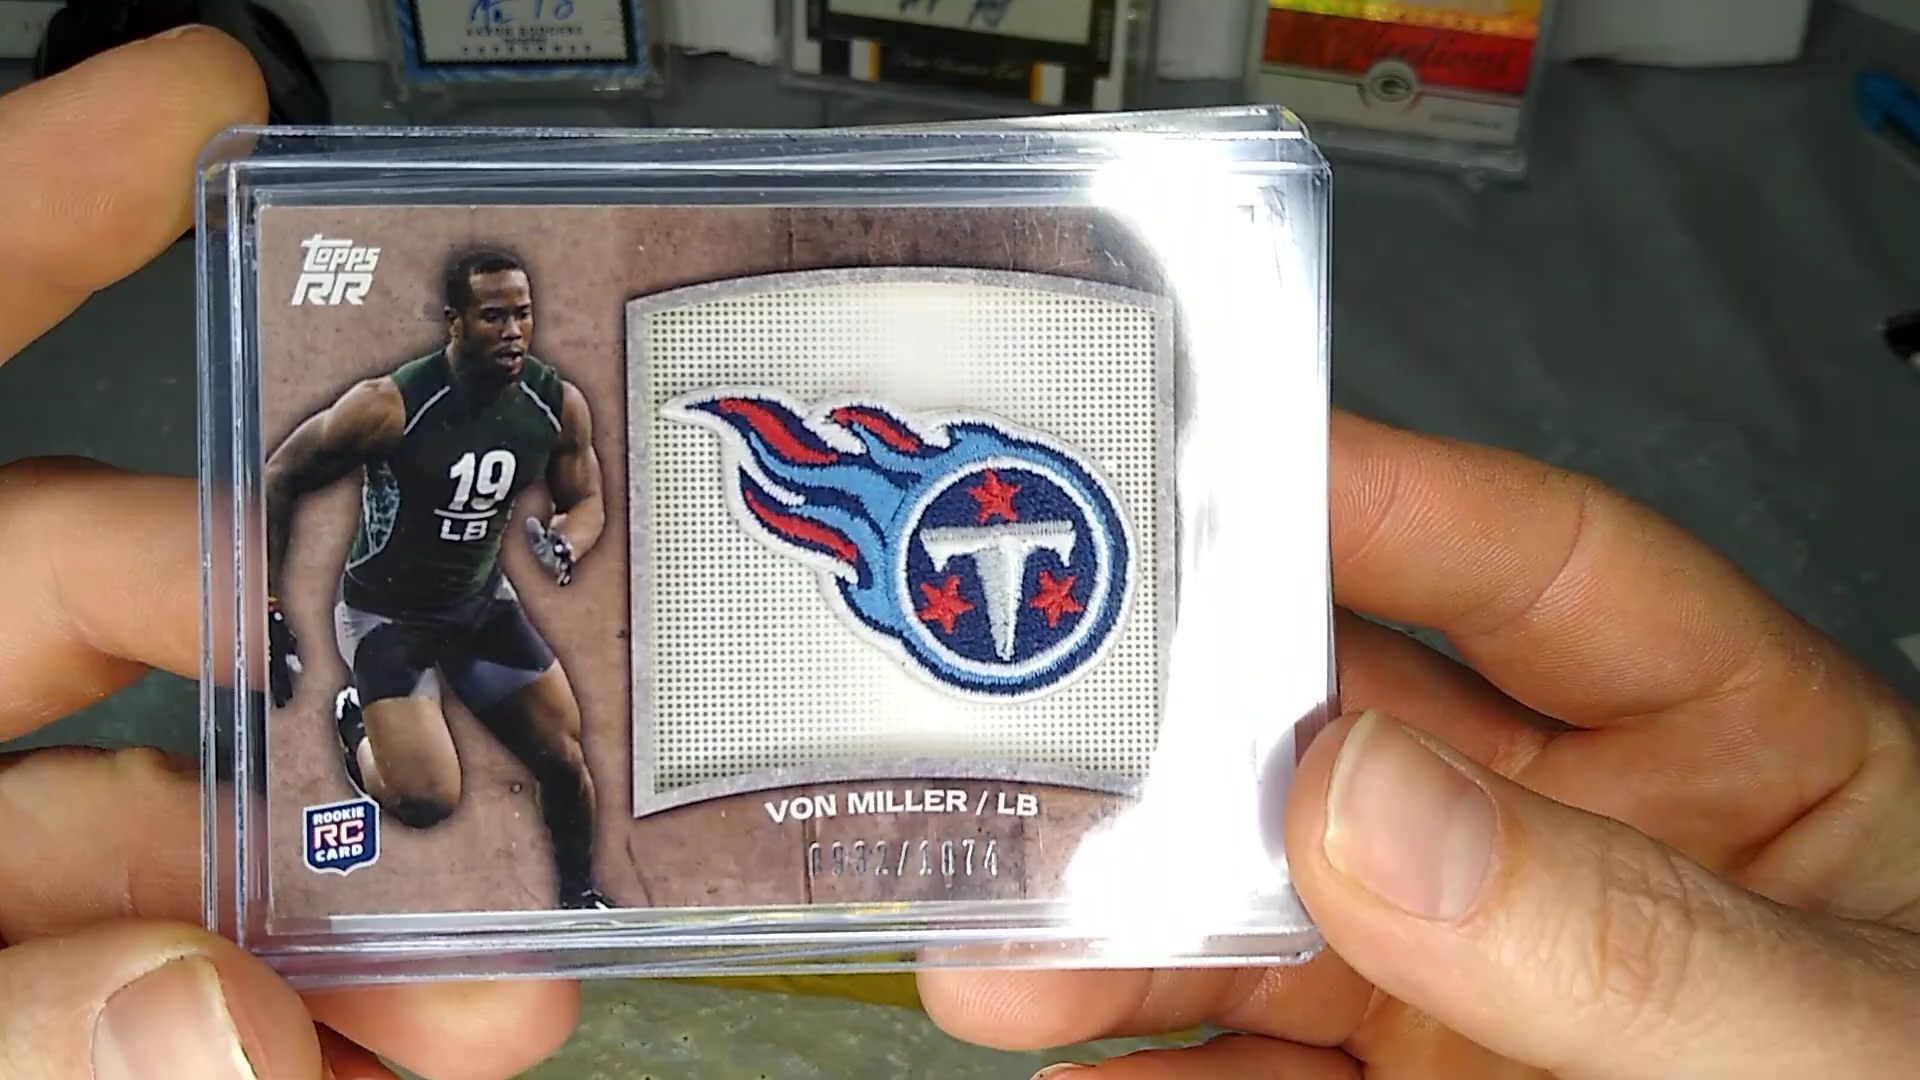 TOPPS
RR
19
LB
ROOKIE
RC
CARD
T
VON MILLER / LB
0932/1074